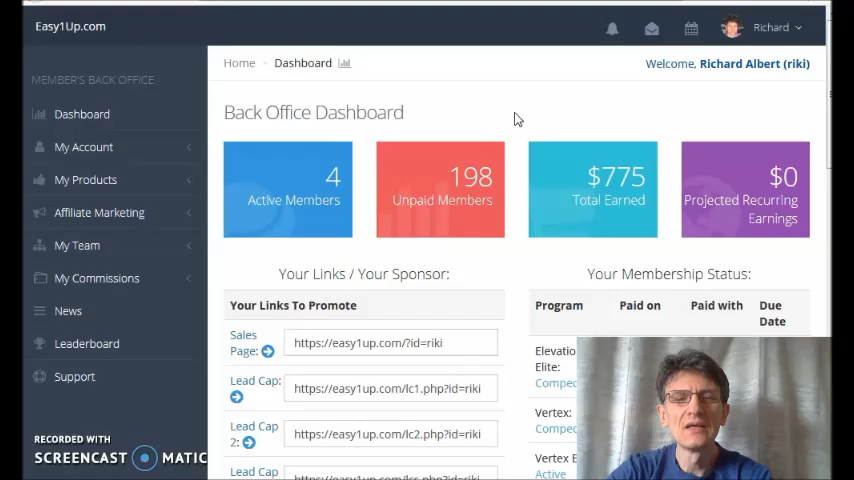 Easy1Up.com
Richard
MEMBER'S BACK OFFICE
Dashboard
My Account
My Products
Affiliate Marketing
My Team
My Commissions
News
Leaderboard
Support
RECORDED WITH
SCREENCAST MATIC
Home - Dashboard
Welcome, Richard Albert (riki)
Back Office Dashboard
4
Active Members
198
Unpaid Members
$775
Total Earned
$0
Projected Recurring
Earnings
Your Links / Your Sponsor:
Your Links To Promote
Sales
Page:
https://easy1up.com/?id=riki
Lead Cap:
https://easy1up.com/lc1.php?id=riki
Lead Cap
2:
https://easy1up.com/lc2.php?id=riki
Lead Cap
Your Membership Status:
Program Paid on Paid with Due
Date
Elite:
Vertex:
Active